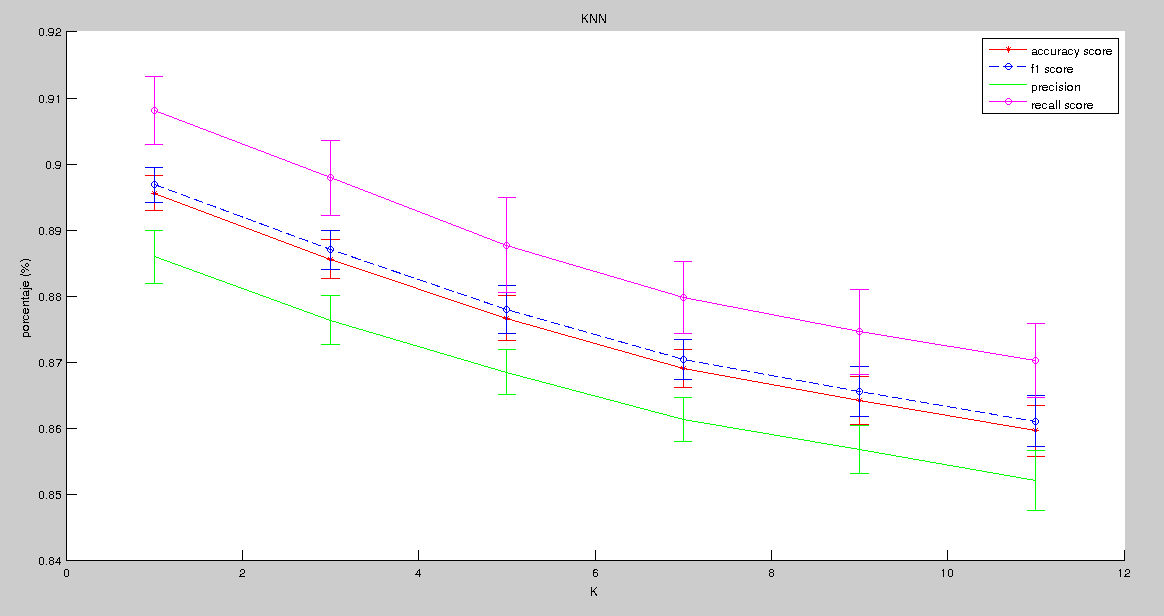 KNN
0.92
0.91
0.9
0.89
0.88
0.87
0.86
0.85
0.84
porcentaje (%)
0 2 4 6 8 10 12
K
accuracy score
f1 score
precision
recall score